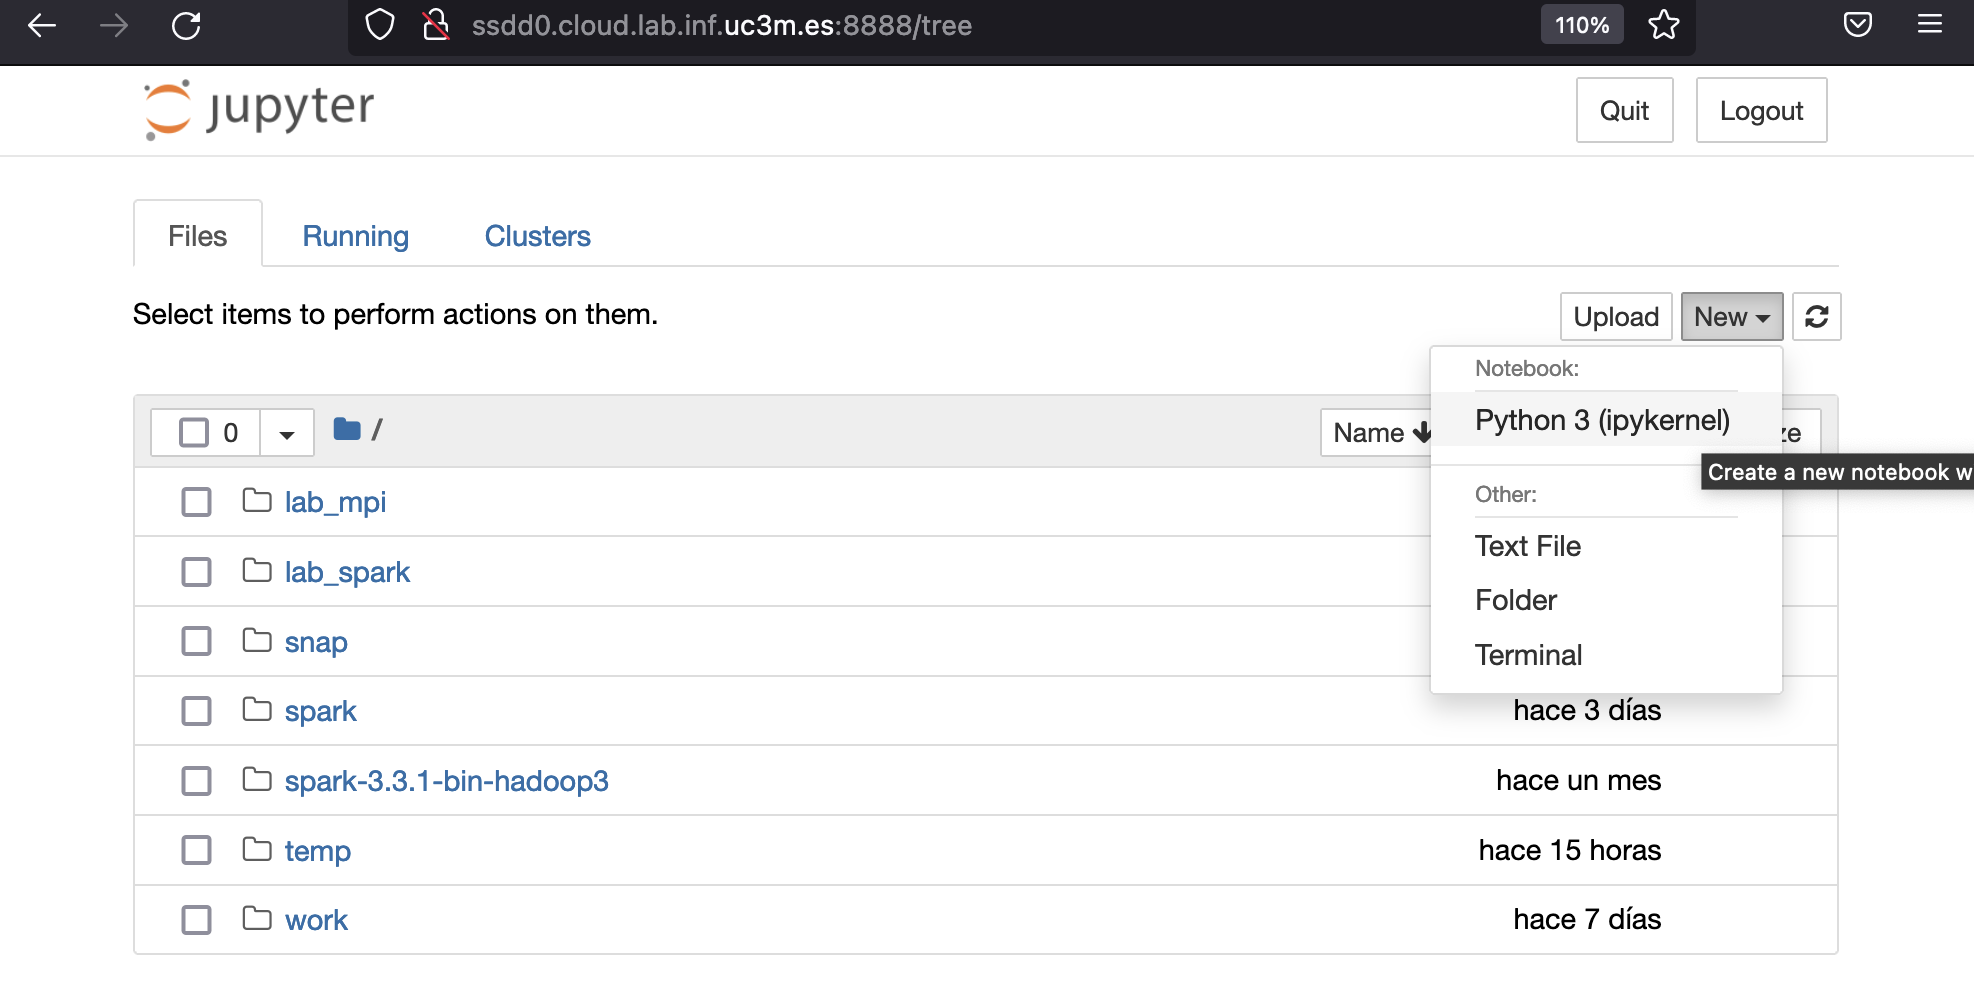 ssdd0.cloud.lab.inf.uc3m.es:8888/tree 110%
jupyter Quit Logout
Files Running Clusters
Select items to perform actions on them. Upload New
Notebook:
Python 3 (ipykernel)
0 / Name
Create a new notebook w
Other:
Text File
Folder
Terminal
lab_mpi
lab_spark
snap
spark hace 3 días
spark-3.3.1-bin-hadoop3 hace un mes
temp hace 15 horas
work hace 7 días